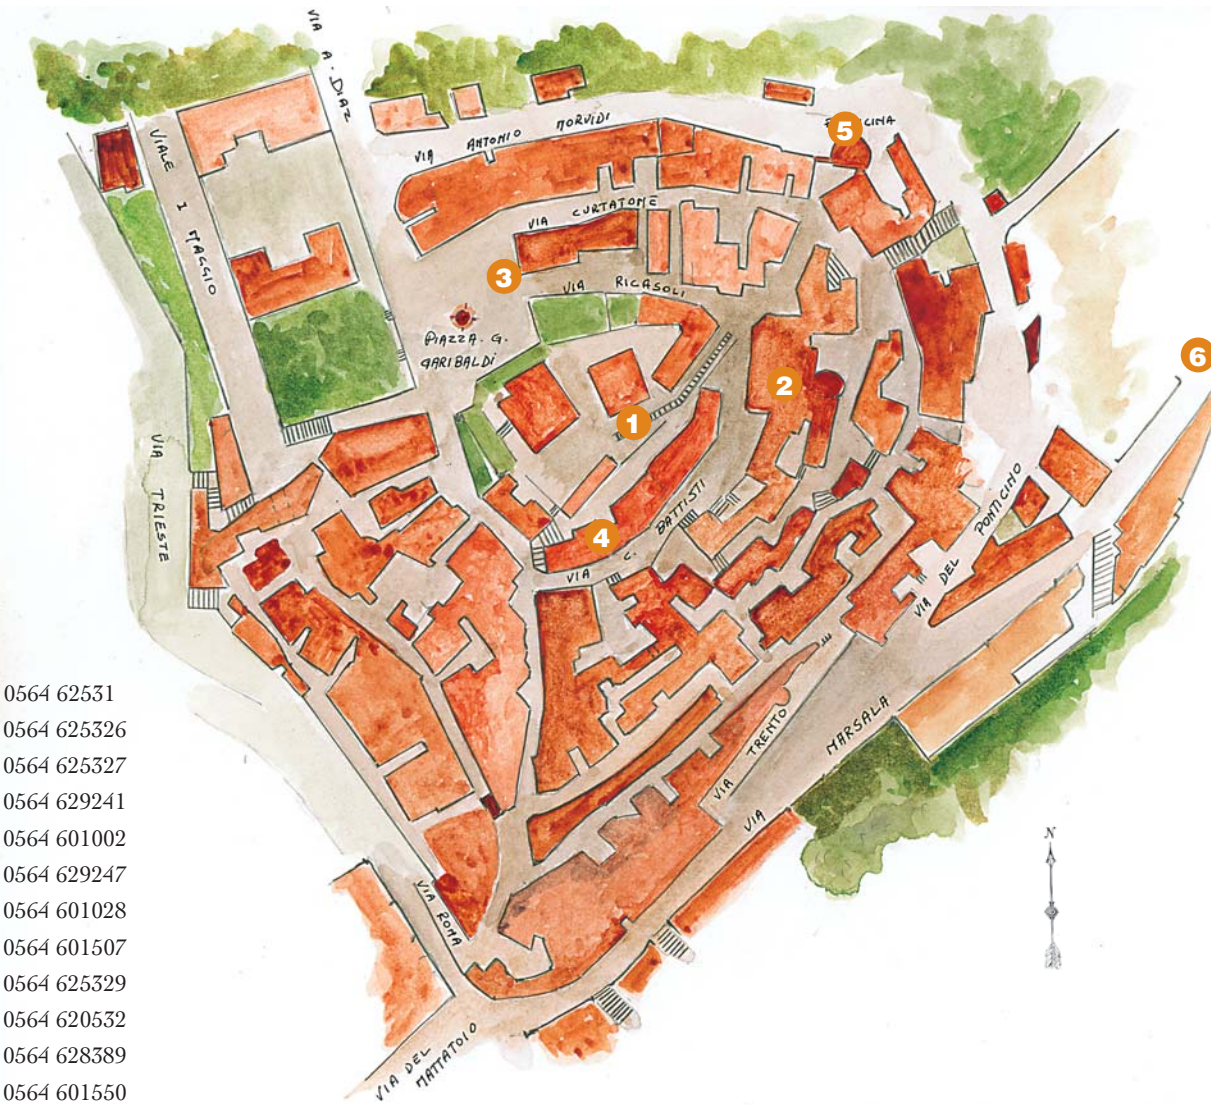 VIA A. DIAZ
VIALE I MAGGIO
VIA ANTONIO MORVIDI
5
VIA CURTATONE
3
VIA RICASOLI
PIAZZA. G.
GARIBALDI
6
2
1
VIA TRIESTE
VIA C. BATTISTI
4
VIA DEL PONTICINO
0564 62531
0564 625326
0564 625327
0564 629241
0564 601002
0564 629247
0564 601028
0564 601507
0564 625329
0564 620532
0564 628389
0564 601550
VIA TRENTO
VIA MARSALA
N
VIA ROMA
VIA DEL
MATTATOIO